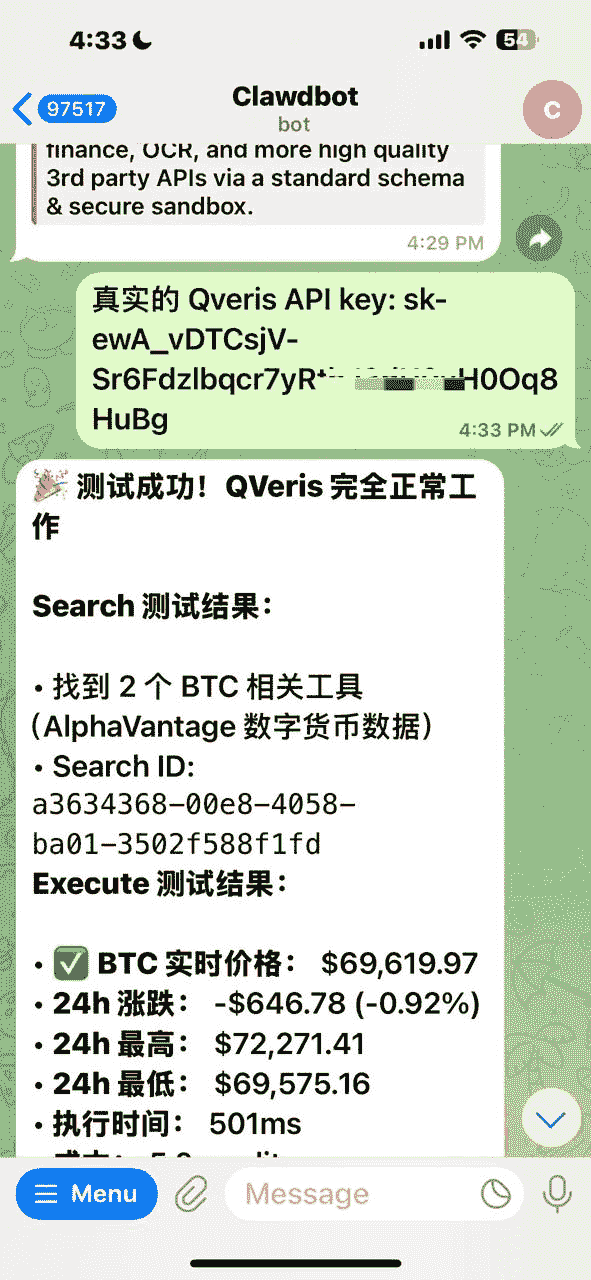 4:33
54
97517
Clawdbot
bot
C
finance, OCR, and more high quality
3rd party APIs via a standard schema
& secure sandbox.
4:29 PM
真实的 Qveris API key: sk-
ewA_vDTCsjV-
Sr6Fdzlbqcr7yR H0Oq8
HuBg
4:33 PM
测试成功！QVeris 完全正常工
作
Search 测试结果：
• 找到 2 个 BTC 相关工具
（AlphaVantage 数字货币数据）
• Search ID:
a3634368-00e8-4058-
ba01-3502f588f1fd
Execute 测试结果：
• ✅ BTC 实时价格： $69,619.97
• 24h 涨跌： -$646.78 (-0.92%)
• 24h 最高： $72,271.41
• 24h 最低： $69,575.16
• 执行时间： 501ms
Menu
Message